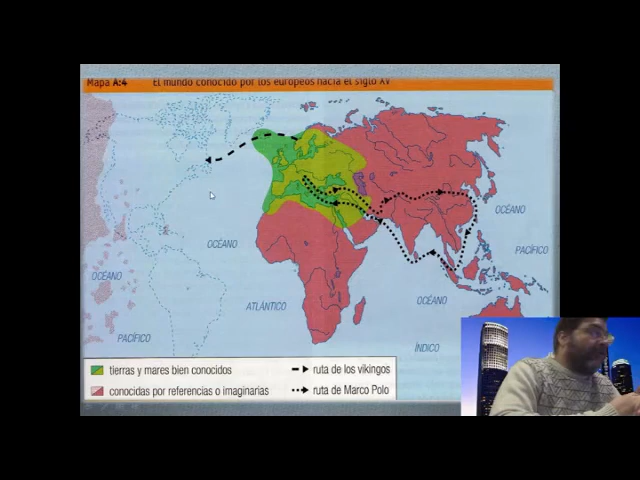 Mapa A:4 El mundo conocido por los europeos hacia el siglo XV
OCÉANO
PACÍFICO
OCÉANO
ATLÁNTICO
OCÉANO
PACÍFICO
OCÉANO
ÍNDICO
tierras y mares bien conocidos
ruta de los vikingos
conocidas por referencias o imaginarias
ruta de Marco Polo